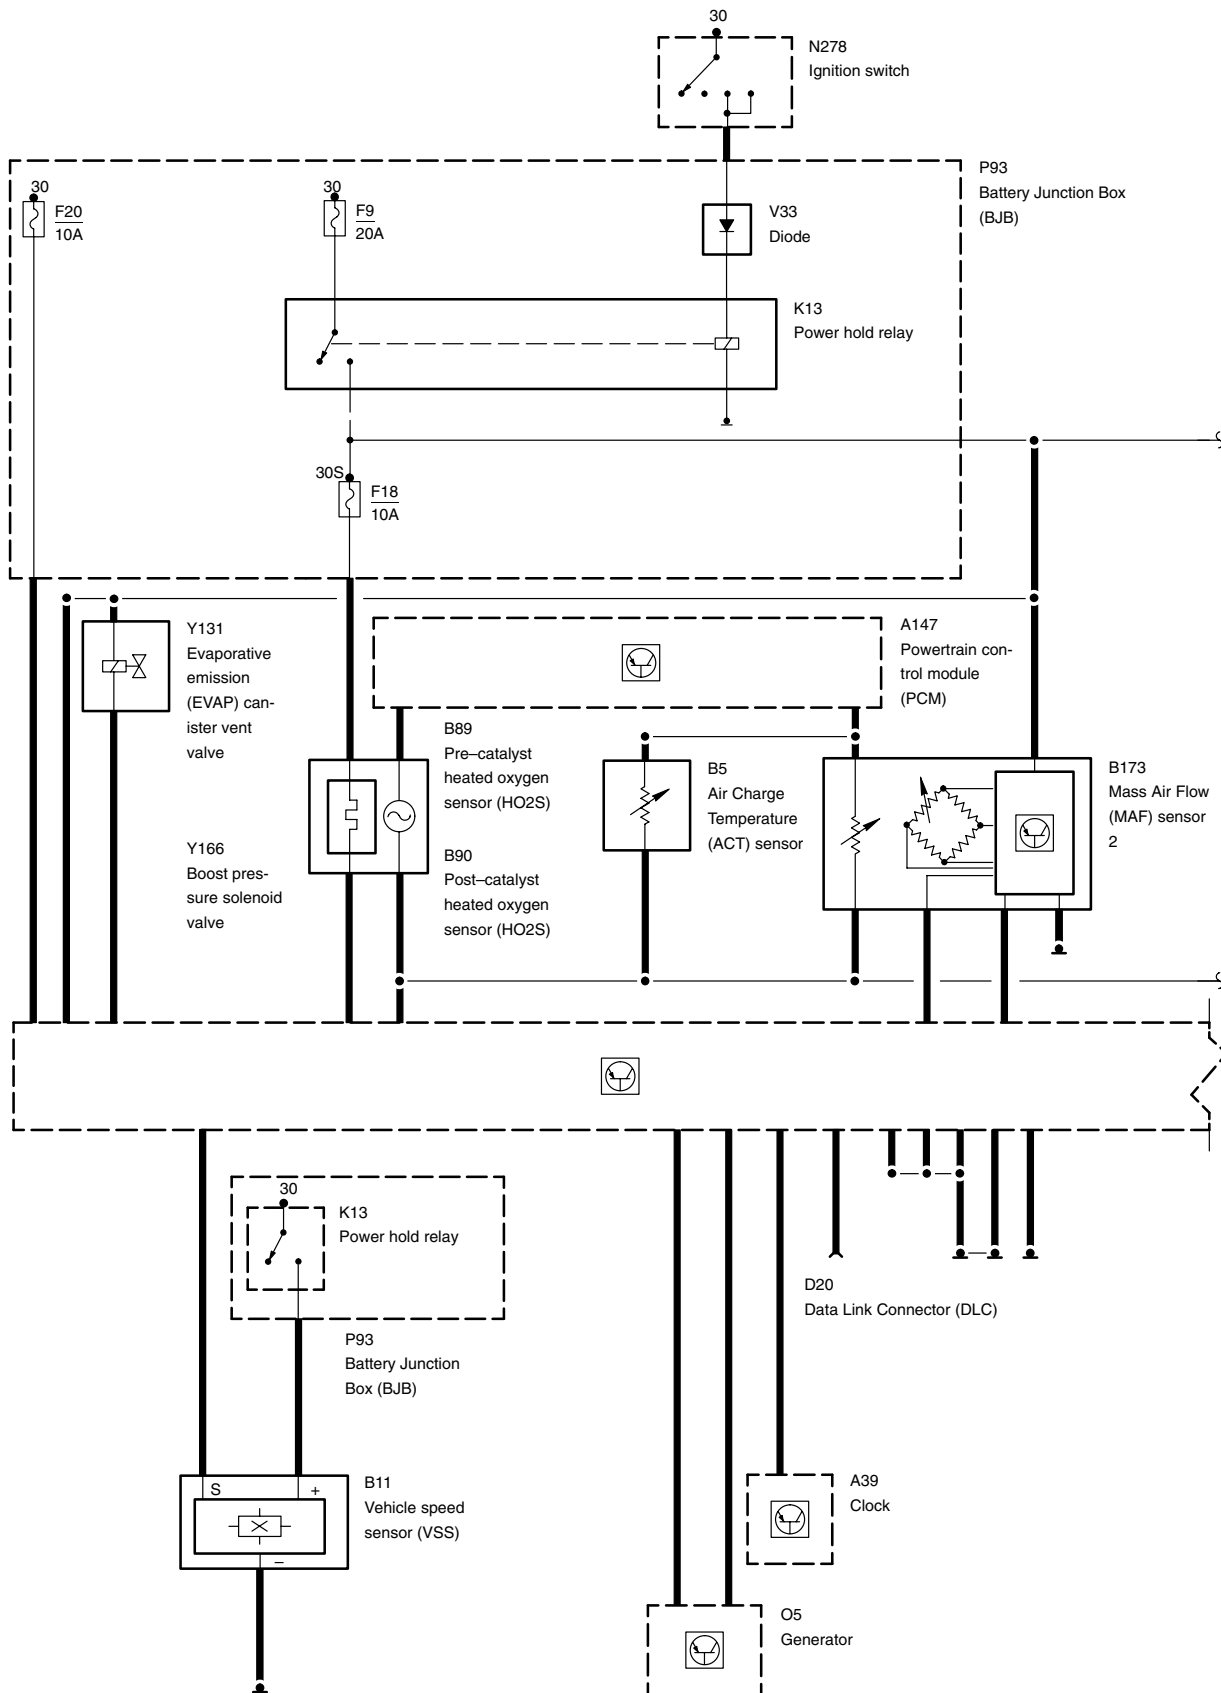 30
N278
Ignition switch
P93
Battery Junction Box
(BJB)
30
F20
10A
30
F9
20A
V33
Diode
K13
Power hold relay
30S
F18
10A
Y131
Evaporative
emission
(EVAP) can-
ister vent
valve
A147
Powertrain con-
trol module
(PCM)
B89
Pre–catalyst
heated oxygen
sensor (HO2S)
B5
Air Charge
Temperature
(ACT) sensor
B173
Mass Air Flow
(MAF) sensor
2
Y166
Boost pres-
sure solenoid
valve
B90
Post–catalyst
heated oxygen
sensor (HO2S)
30
K13
Power hold relay
D20
Data Link Connector (DLC)
P93
Battery Junction
Box (BJB)
S
+
–
B11
Vehicle speed
sensor (VSS)
A39
Clock
O5
Generator